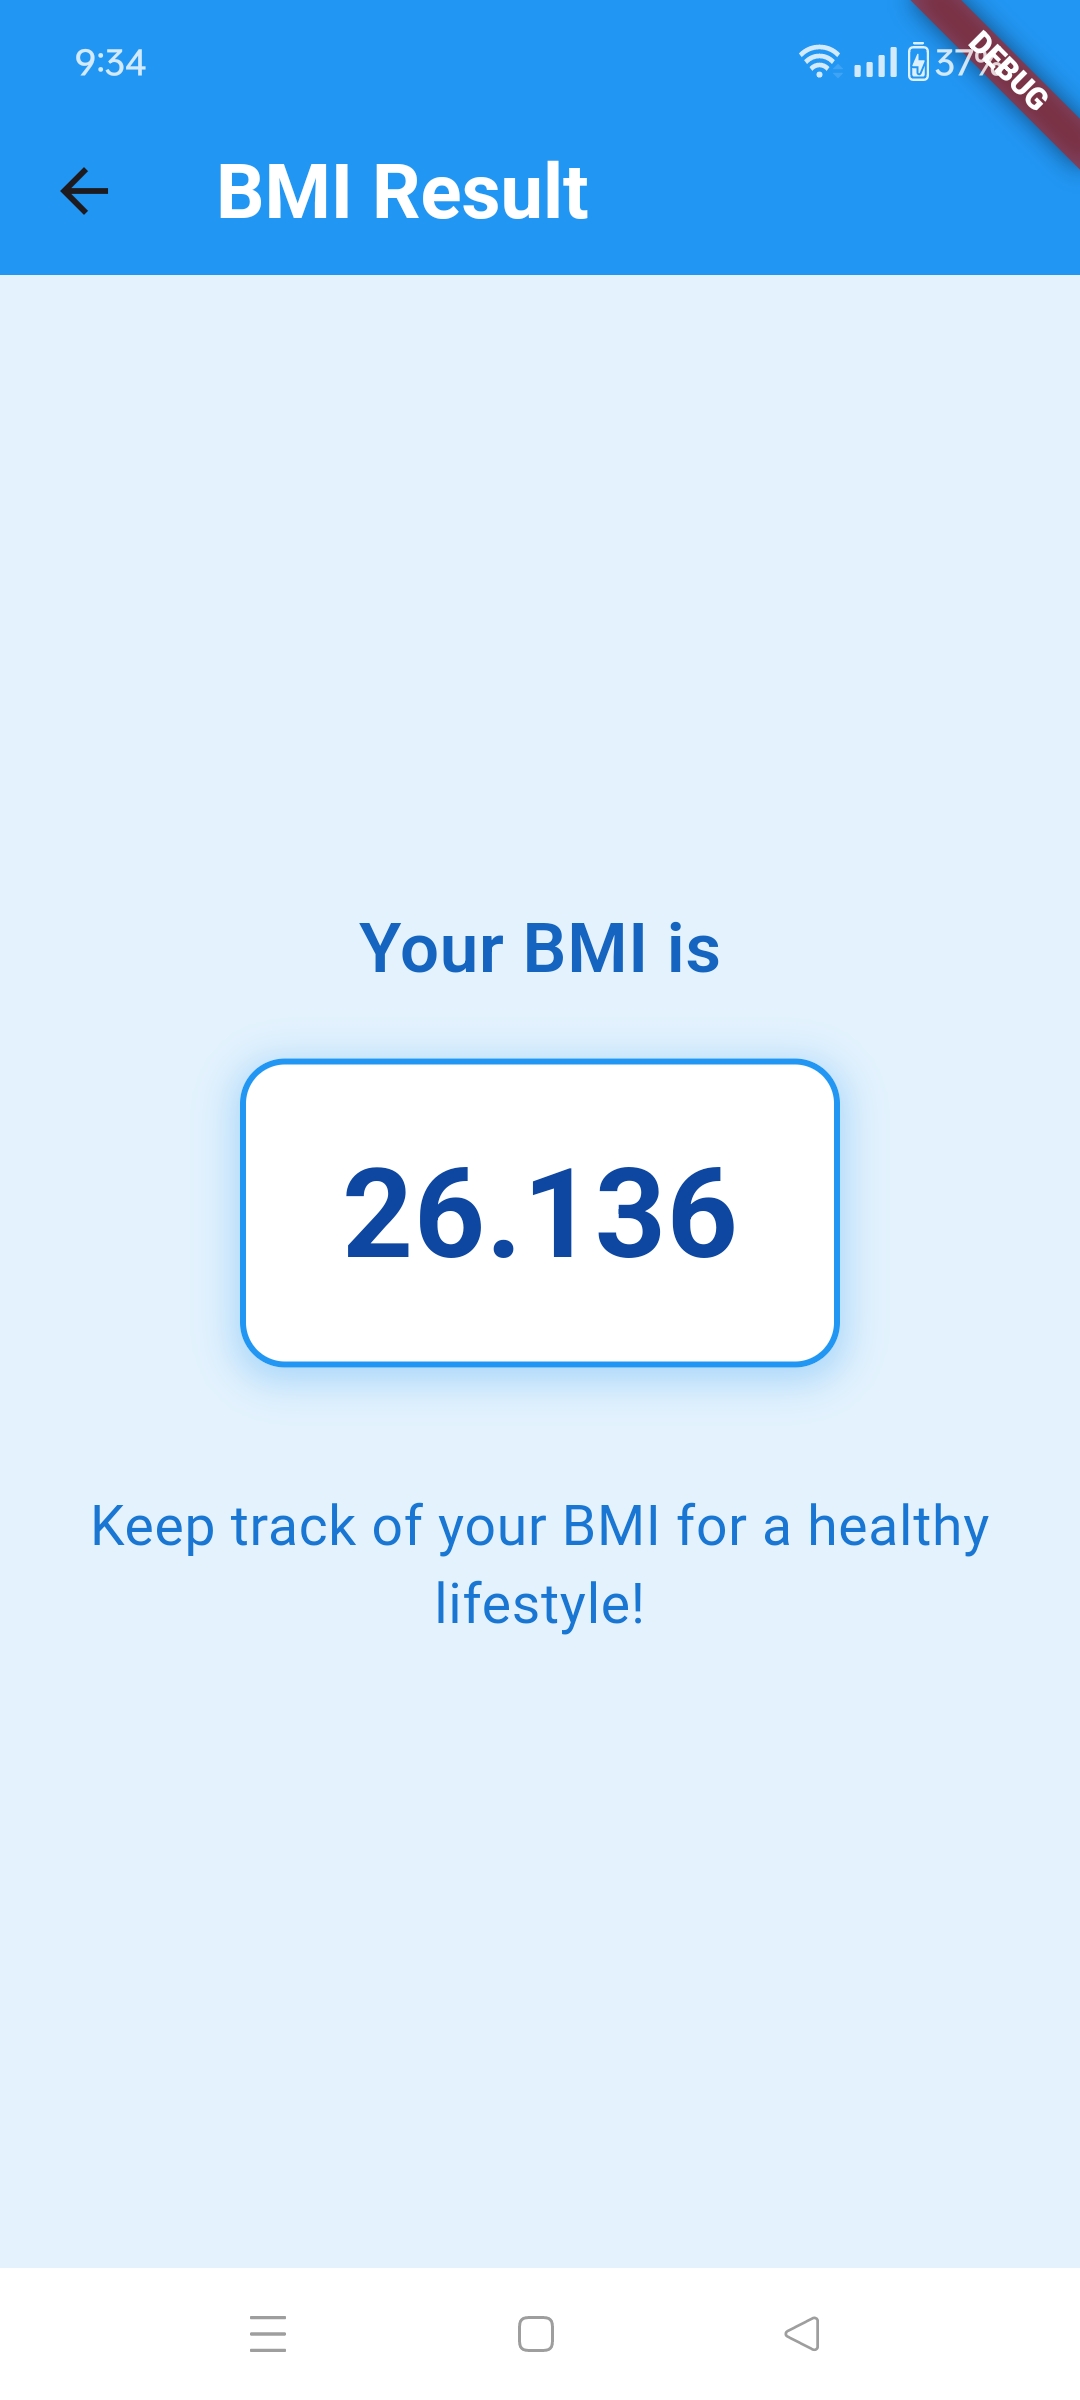 9:34
37%
DEBUG
BMI Result
Your BMI is
26.136
Keep track of your BMI for a healthy
lifestyle!